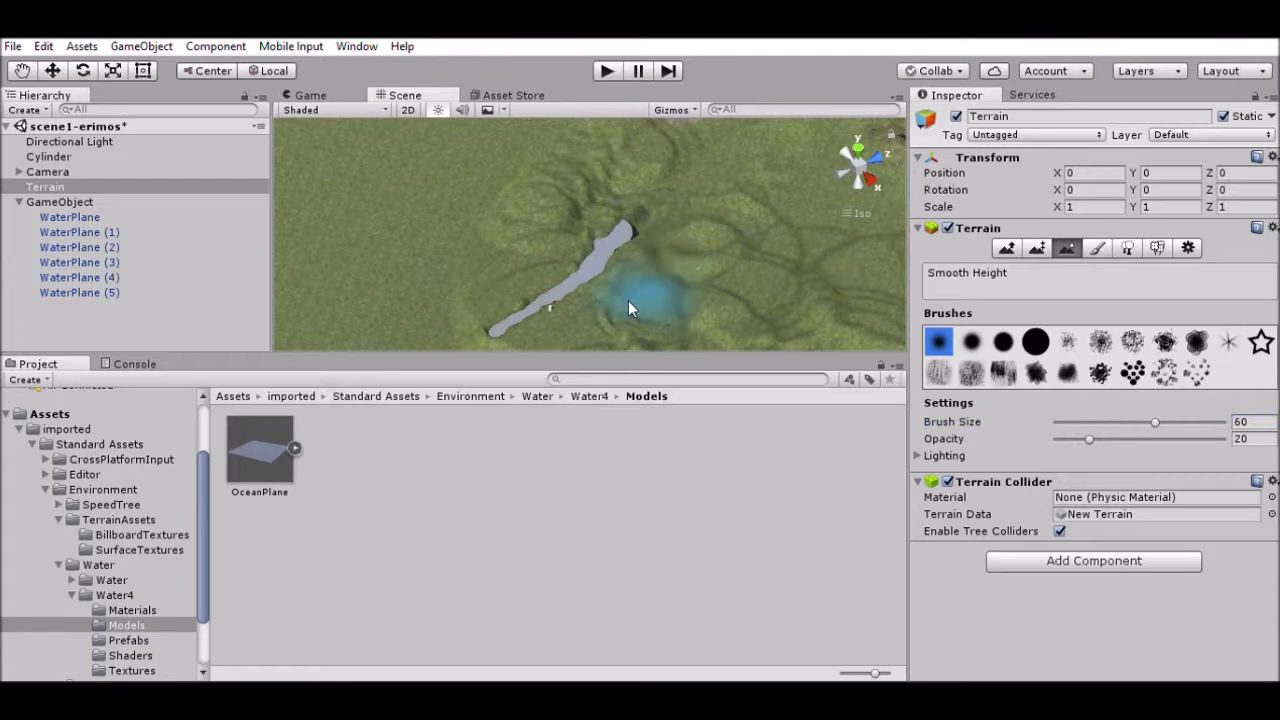 File Edit Assets GameObject Component Mobile Input Window Help
Center Local Collab Account Layers Layout
Hierarchy Game Scene Asset Store Inspector Services
Create All Shaded 2D Gizmos All
scene1-erimos*
Directional Light
Cylinder
Camera
Terrain
GameObject
WaterPlane
WaterPlane (1)
WaterPlane (2)
WaterPlane (3)
WaterPlane (4)
WaterPlane (5)
y
z
x
Iso
Terrain Static
Tag Untagged Layer Default
Transform
Position X 0 Y 0 Z 0
Rotation X 0 Y 0 Z 0
Scale X 1 Y 1 Z 1
Terrain
Smooth Height
Brushes
Settings
Brush Size 60
Opacity 20
Lighting
Terrain Collider
Material None (Physic Material)
Terrain Data New Terrain
Enable Tree Colliders
Add Component
Project Console
Create
Assets
imported
Standard Assets
CrossPlatformInput
Editor
Environment
SpeedTree
TerrainAssets
BillboardTextures
SurfaceTextures
Water
Water
Water4
Materials
Models
Prefabs
Shaders
Textures
Assets imported Standard Assets Environment Water Water4 Models
OceanPlane